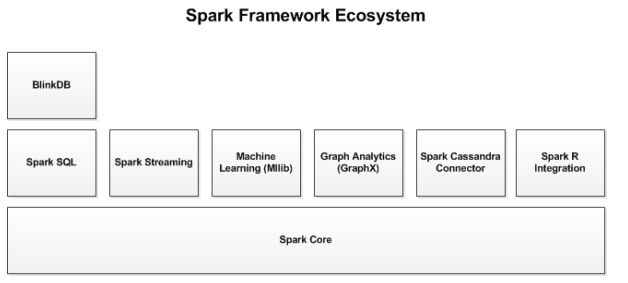 Spark Framework Ecosystem
BlinkDB
Spark SQL
Spark Streaming
Machine
Learning (MLlib)
Graph Analytics
(GraphX)
Spark Cassandra
Connector
Spark R
Integration
Spark Core